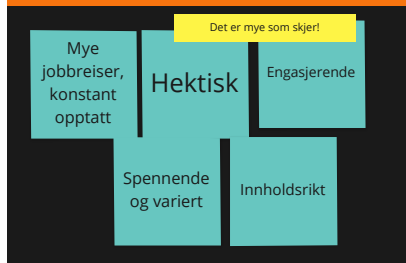 Det er mye som skjer!
Mye
jobbreiser,
konstant
opptatt
Hektisk
Engasjerende
Spennende
og variert
Innholdsrikt